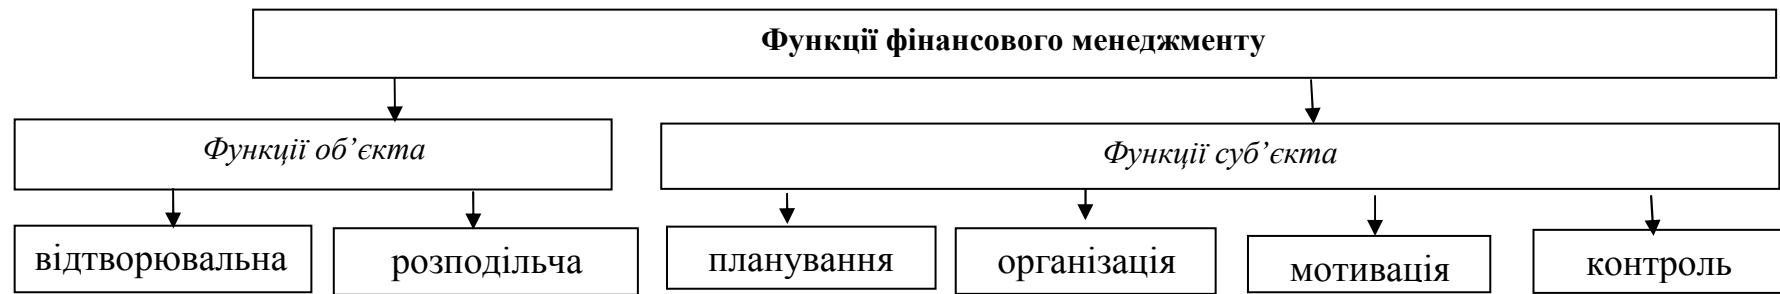 Функції фінансового менеджменту
Функції об’єкта
Функції суб’єкта
відтворювальна
розподільча
планування
організація
мотивація
контроль